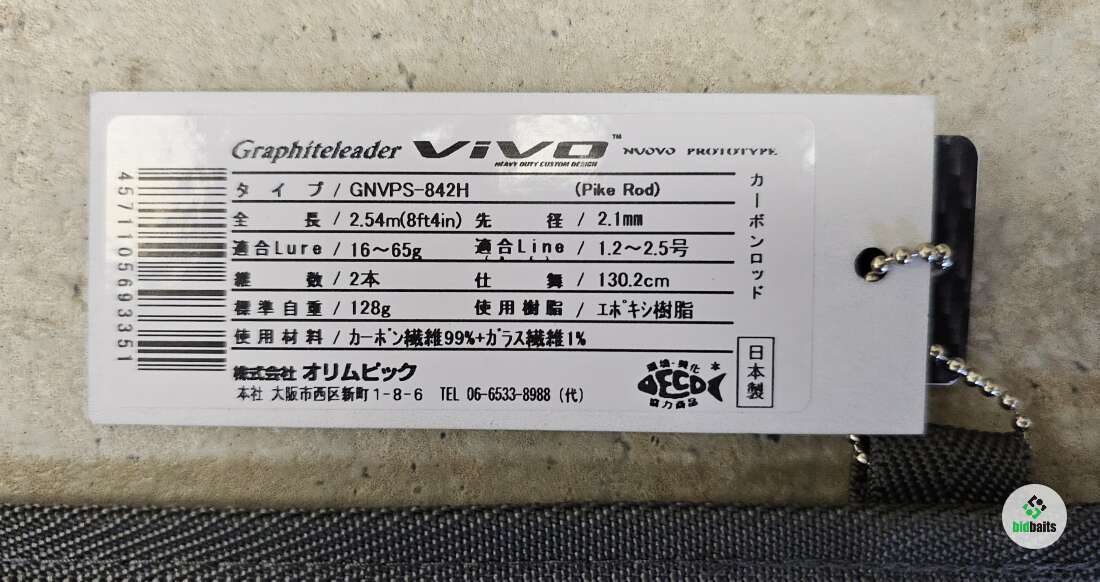 Graphiteleader ViVO™ NUOVO PROTOTYPE
HEAVY DUTY CUSTOM DESIGN
タイプ / GNVPS-842H (Pike Rod)
全長 / 2.54m(8ft4in) 先径 / 2.1mm
適合Lure / 16～65g 適合Line / 1.2～2.5号
継数 / 2本 仕舞 / 130.2cm
標準自重 / 128g 使用樹脂 / エポキシ樹脂
使用材料 / カーボン繊維99%+ガラス繊維1%
株式会社 オリムピック
本社 大阪市西区新町1-8-6 TEL 06-6533-8988 (代)
カーボンロッド
日本製
ECO
協力商品
4571105693351
bidbaits